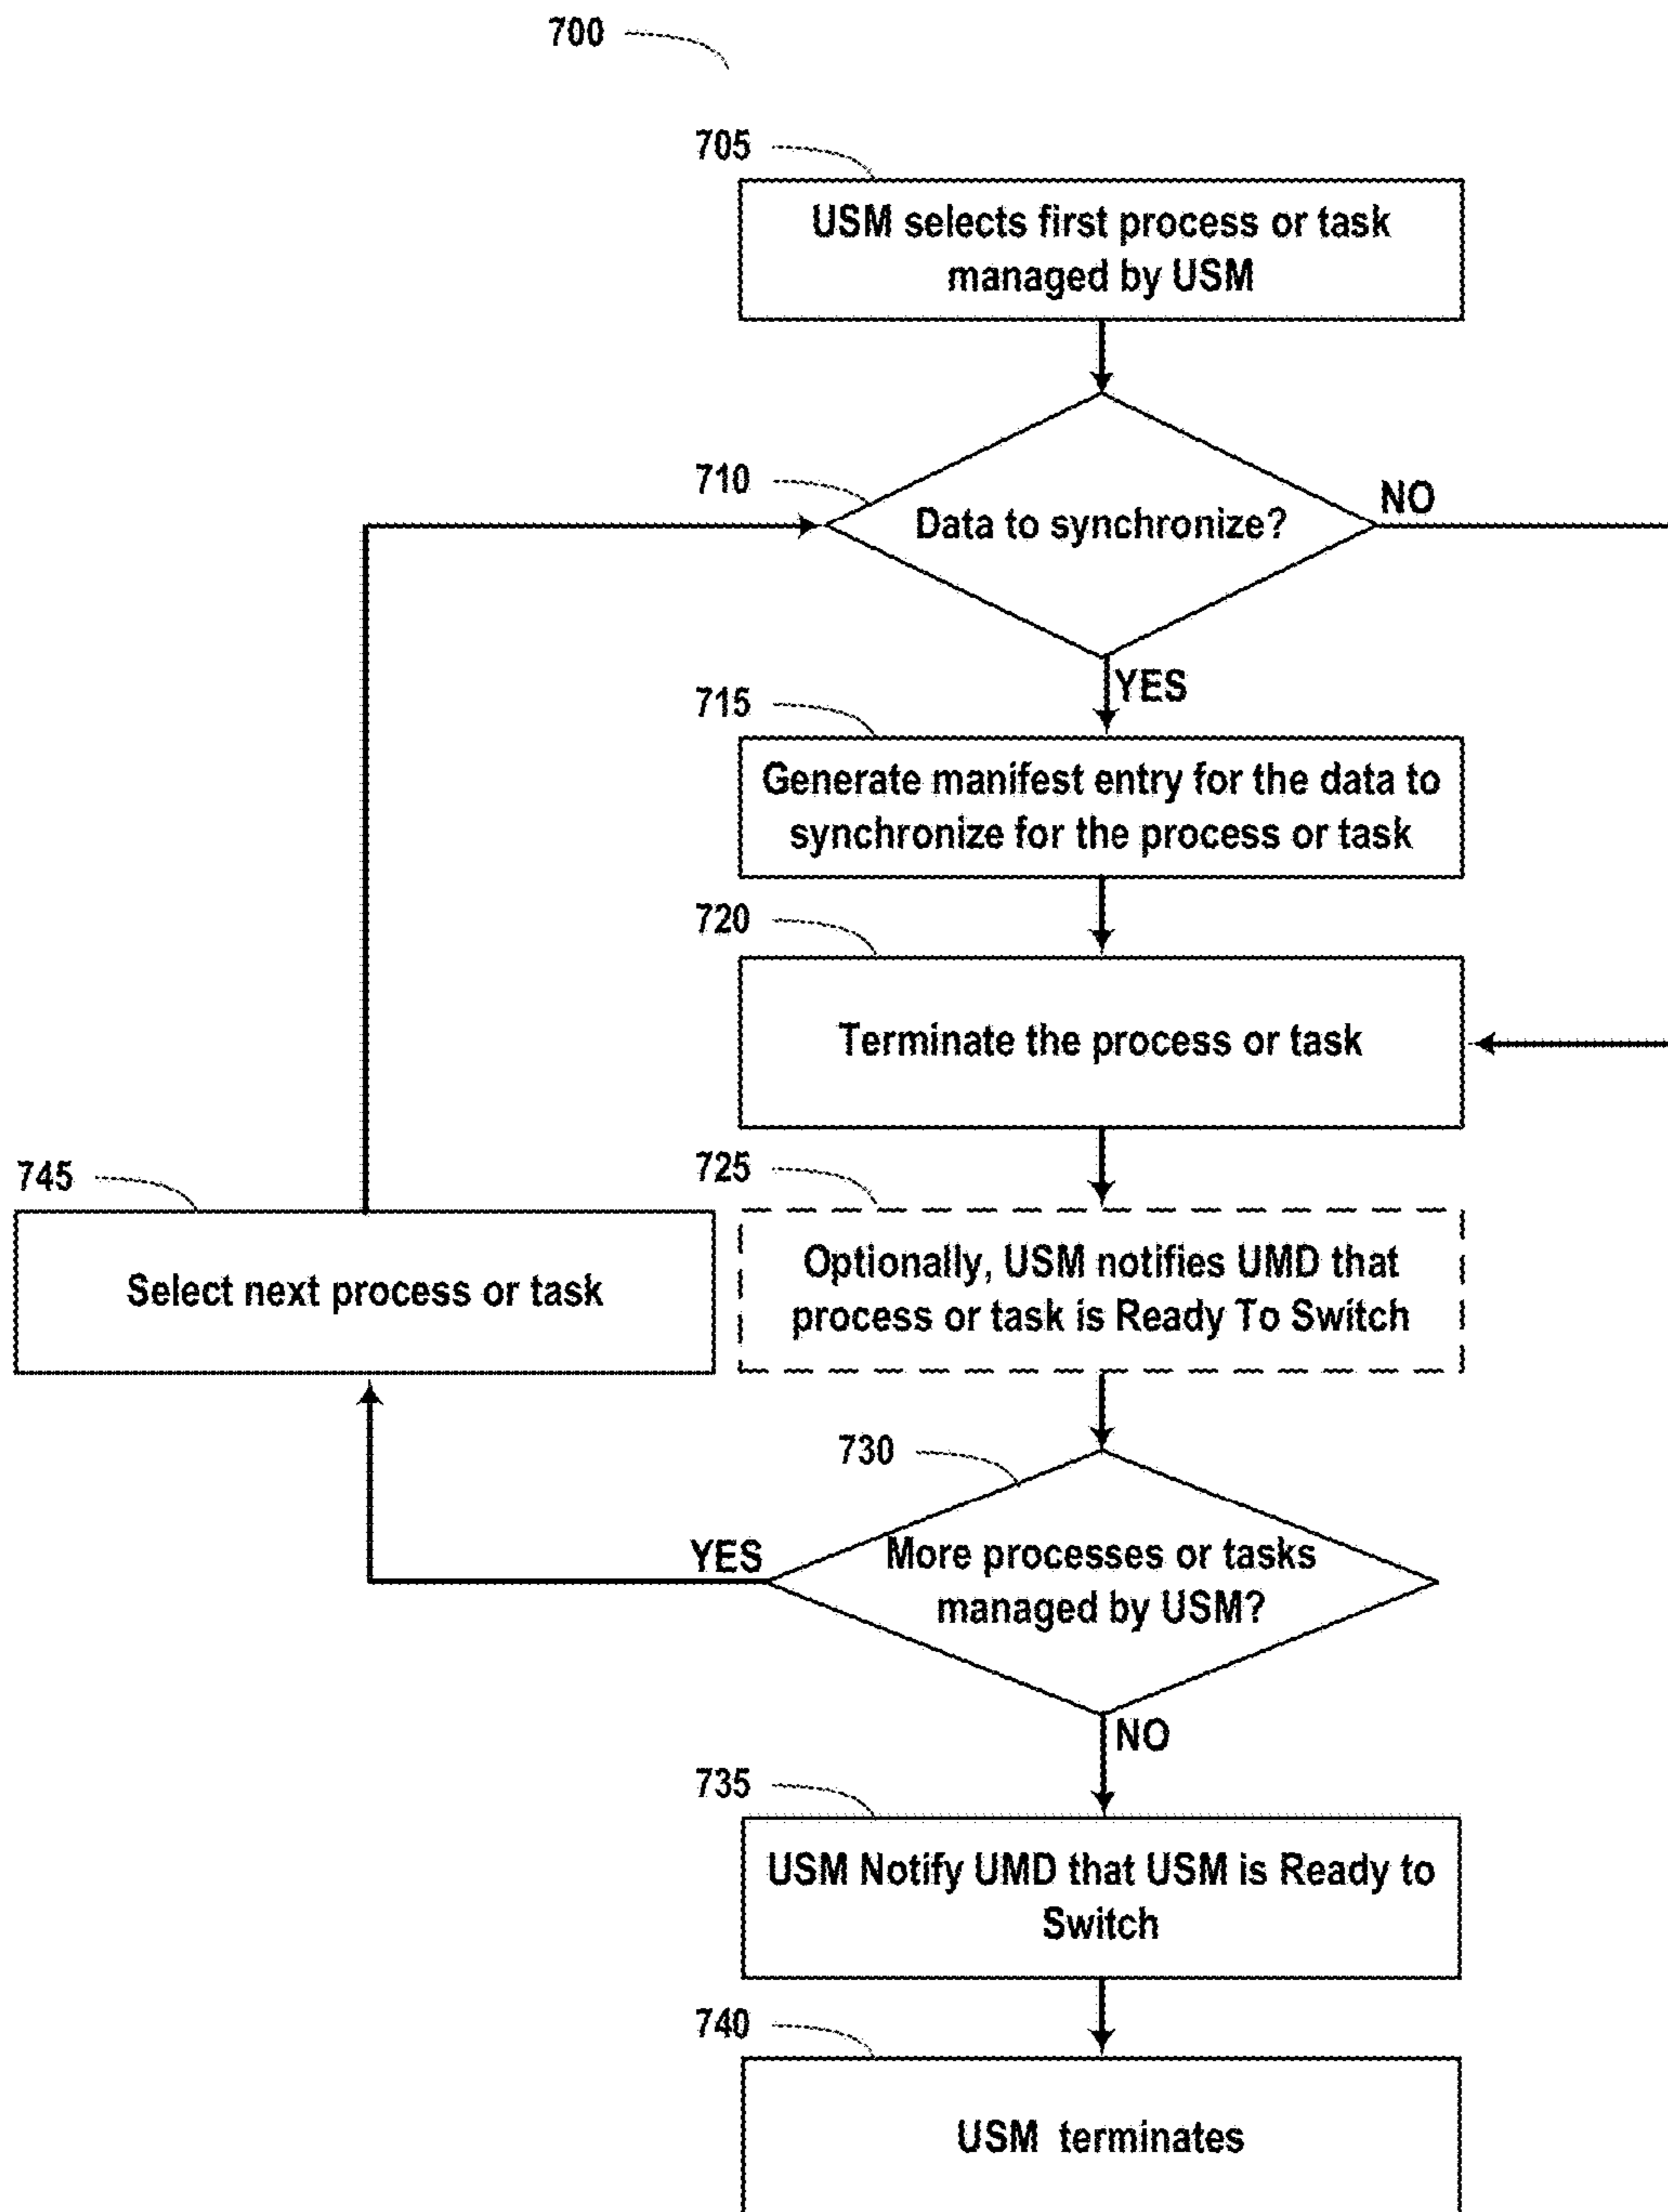 700
705
USM selects first process or task
managed by USM
710
Data to synchronize?
NO
YES
715
Generate manifest entry for the data to
synchronize for the process or task
720
Terminate the process or task
745
Select next process or task
725
Optionally, USM notifies UMD that
process or task is Ready To Switch
730
YES
More processes or tasks
managed by USM?
NO
735
USM Notify UMD that USM is Ready to
Switch
740
USM terminates